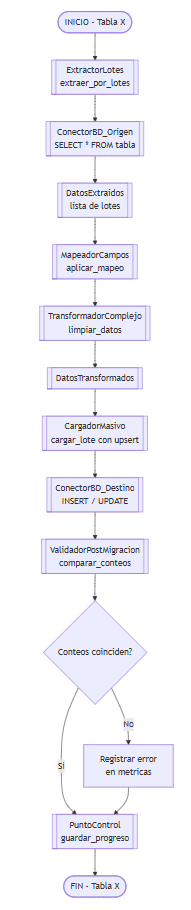 INICIO - Tabla X
ExtractorLotes
extraer_por_lotes
ConectorBD_Origen
SELECT * FROM tabla
DatosExtraidos
lista de lotes
MapeadorCampos
aplicar_mapeo
TransformadorComplejo
limpiar_datos
DatosTransformados
CargadorMasivo
cargar_lote con upsert
ConectorBD_Destino
INSERT / UPDATE
ValidadorPostMigracion
comparar_conteos
Conteos coinciden?
No
Sí
Registrar error
en metricas
PuntoControl
guardar_progreso
FIN - Tabla X